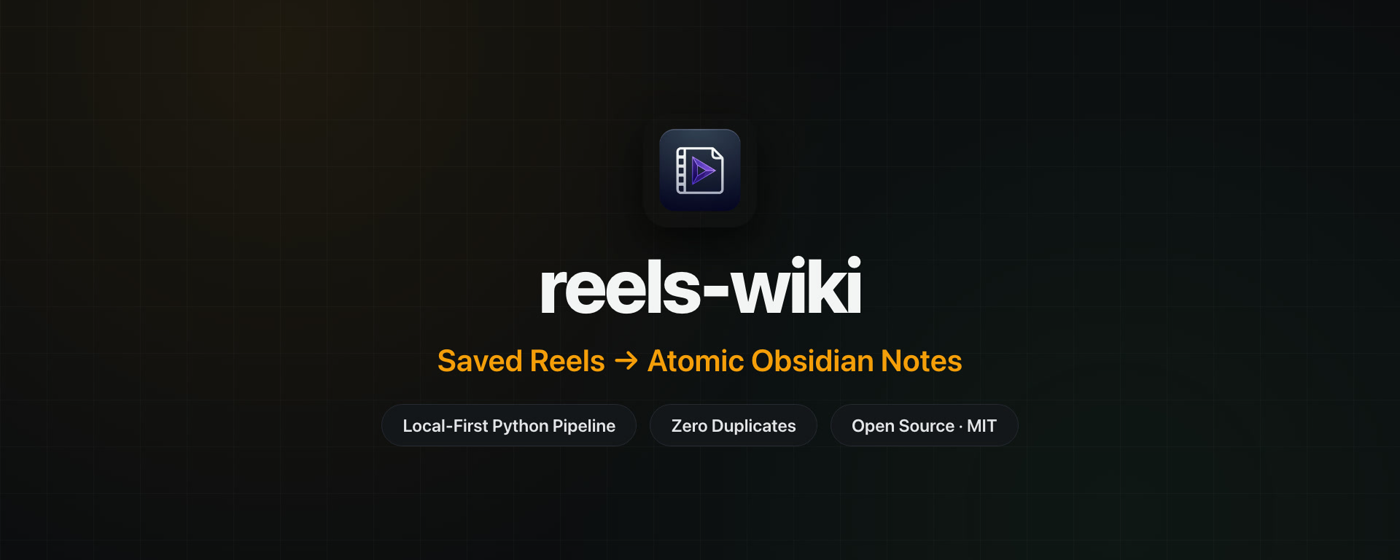 reels-wiki
Saved Reels → Atomic Obsidian Notes
Local-First Python Pipeline Zero Duplicates Open Source · MIT